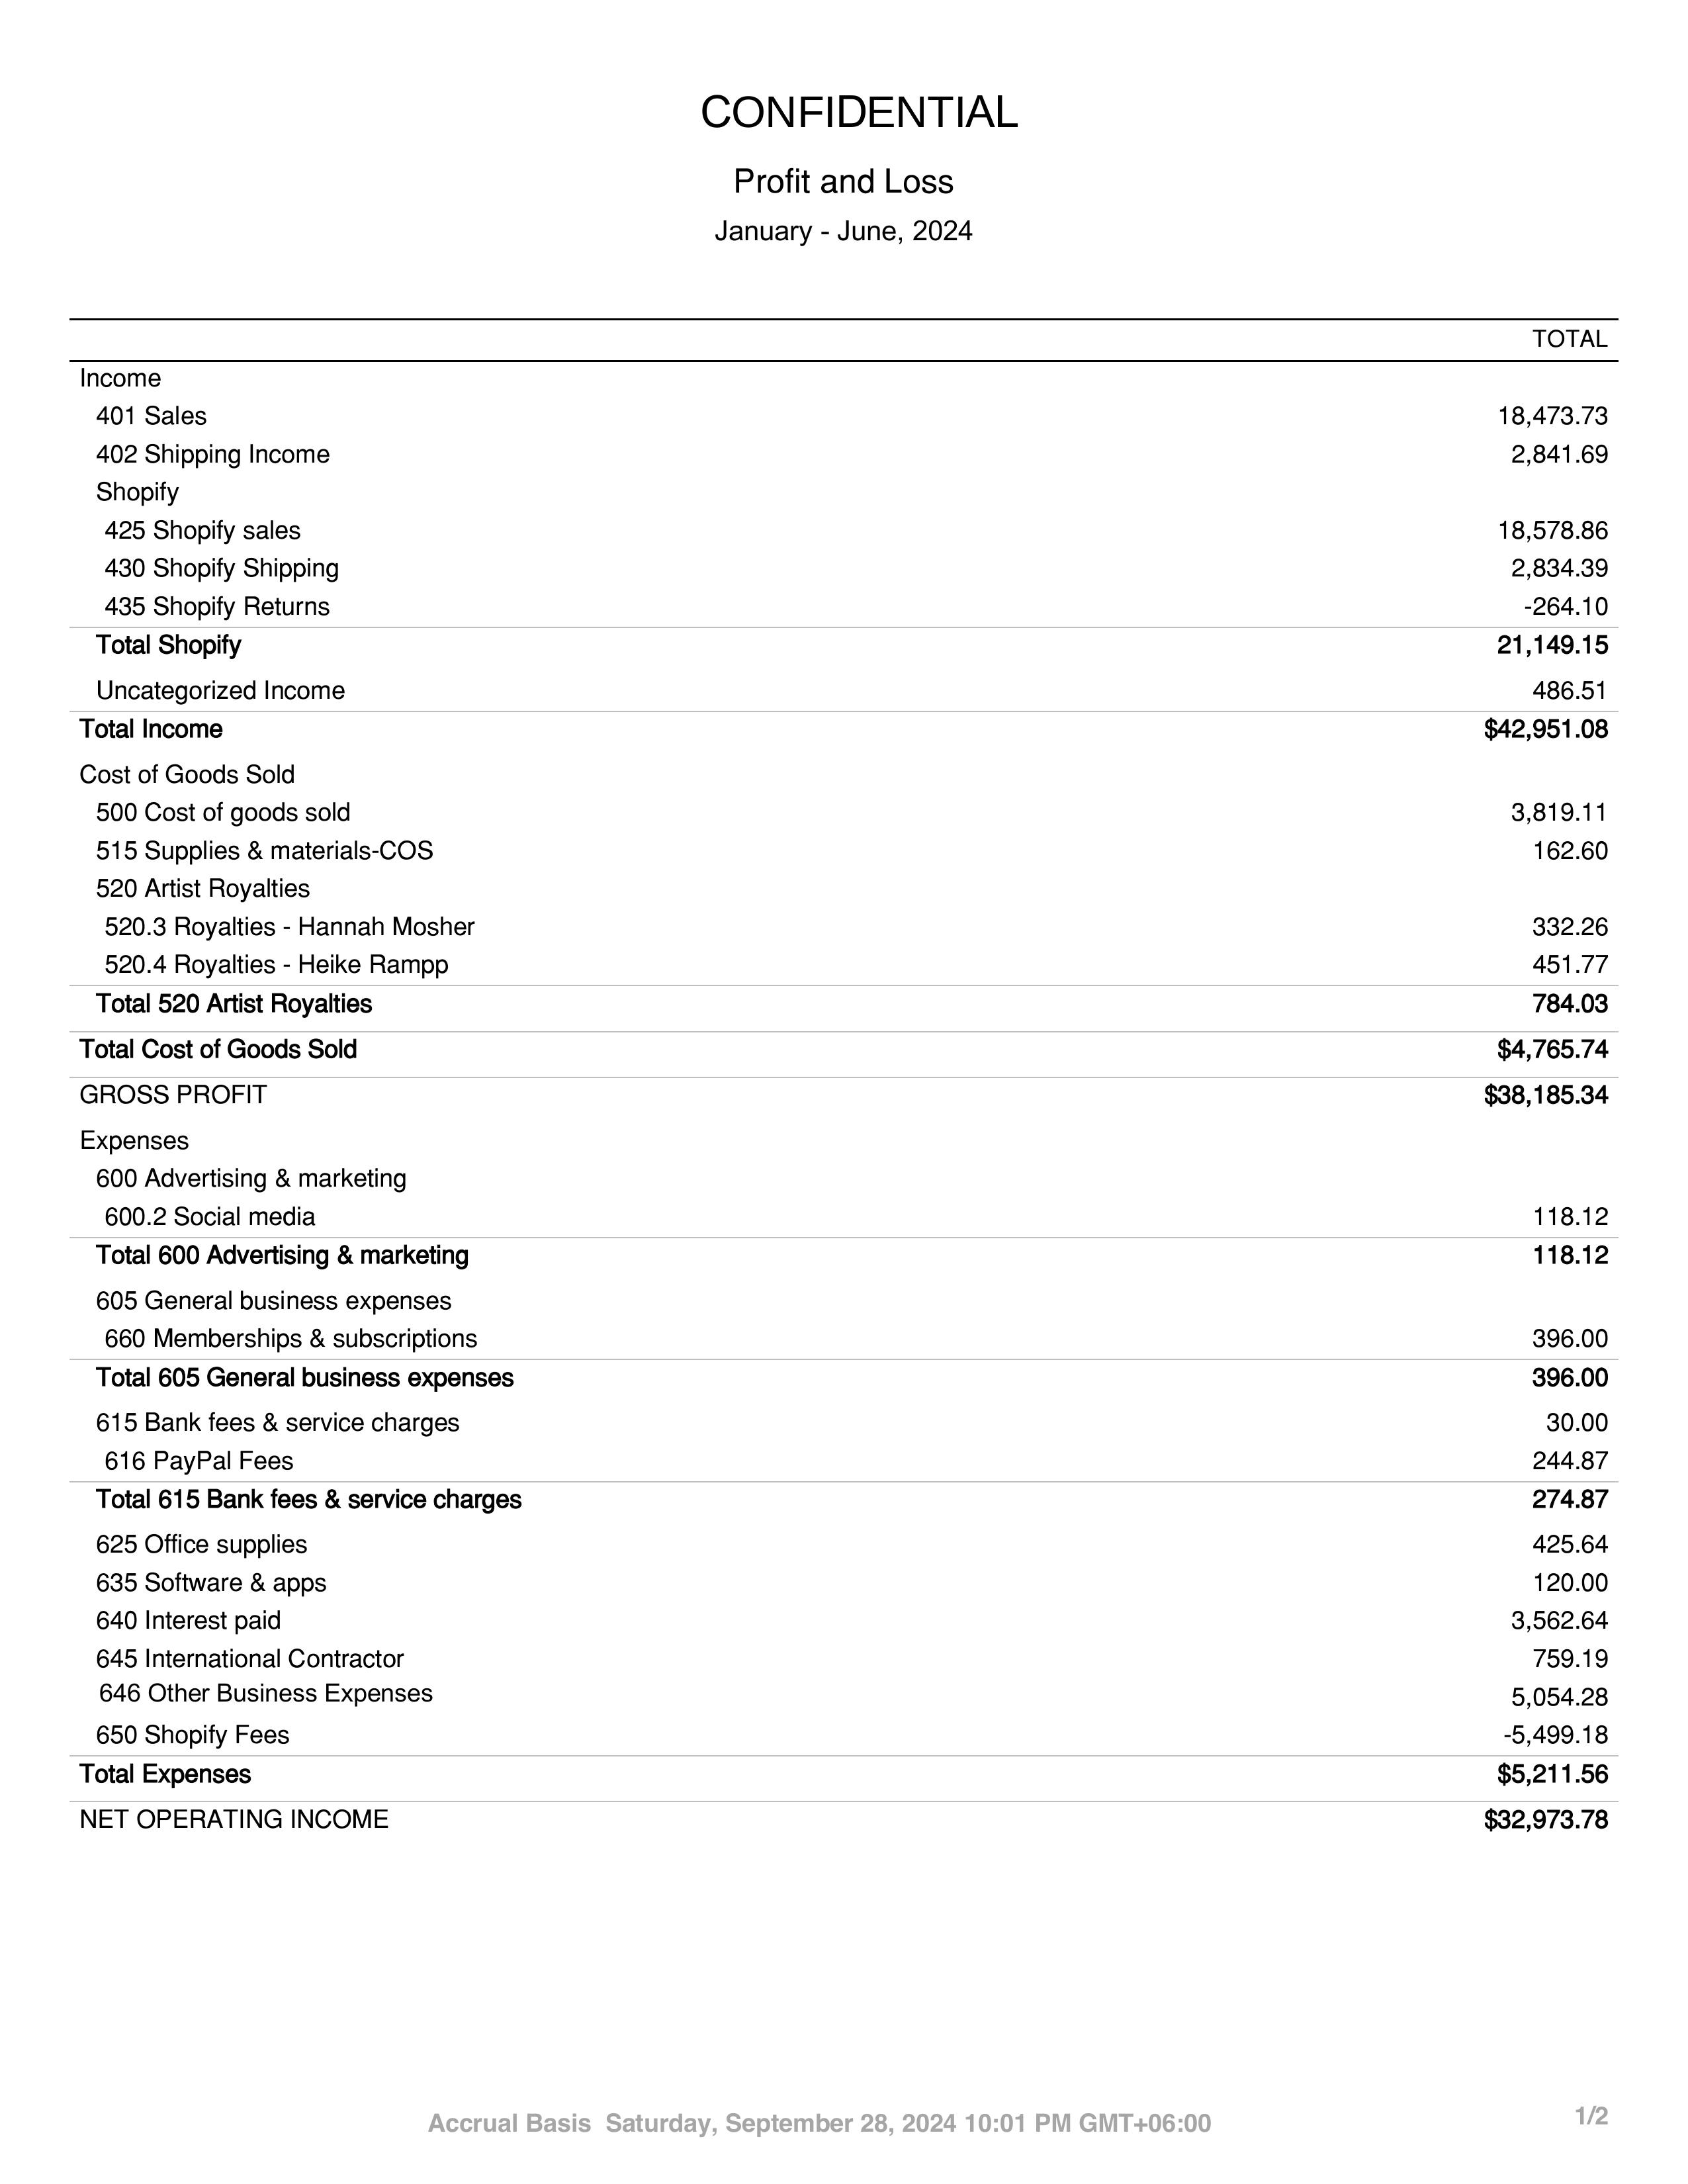 CONFIDENTIAL
Profit and Loss
January - June, 2024
TOTAL
Income
401 Sales 18,473.73
402 Shipping Income 2,841.69
Shopify
425 Shopify sales 18,578.86
430 Shopify Shipping 2,834.39
435 Shopify Returns -264.10
Total Shopify 21,149.15
Uncategorized Income 486.51
Total Income $42,951.08
Cost of Goods Sold
500 Cost of goods sold 3,819.11
515 Supplies & materials-COS 162.60
520 Artist Royalties
520.3 Royalties - Hannah Mosher 332.26
520.4 Royalties - Heike Rampp 451.77
Total 520 Artist Royalties 784.03
Total Cost of Goods Sold $4,765.74
GROSS PROFIT $38,185.34
Expenses
600 Advertising & marketing
600.2 Social media 118.12
Total 600 Advertising & marketing 118.12
605 General business expenses
660 Memberships & subscriptions 396.00
Total 605 General business expenses 396.00
615 Bank fees & service charges 30.00
616 PayPal Fees 244.87
Total 615 Bank fees & service charges 274.87
625 Office supplies 425.64
635 Software & apps 120.00
640 Interest paid 3,562.64
645 International Contractor 759.19
646 Other Business Expenses 5,054.28
650 Shopify Fees -5,499.18
Total Expenses $5,211.56
NET OPERATING INCOME $32,973.78
Accrual Basis Saturday, September 28, 2024 10:01 PM GMT+06:00 1/2